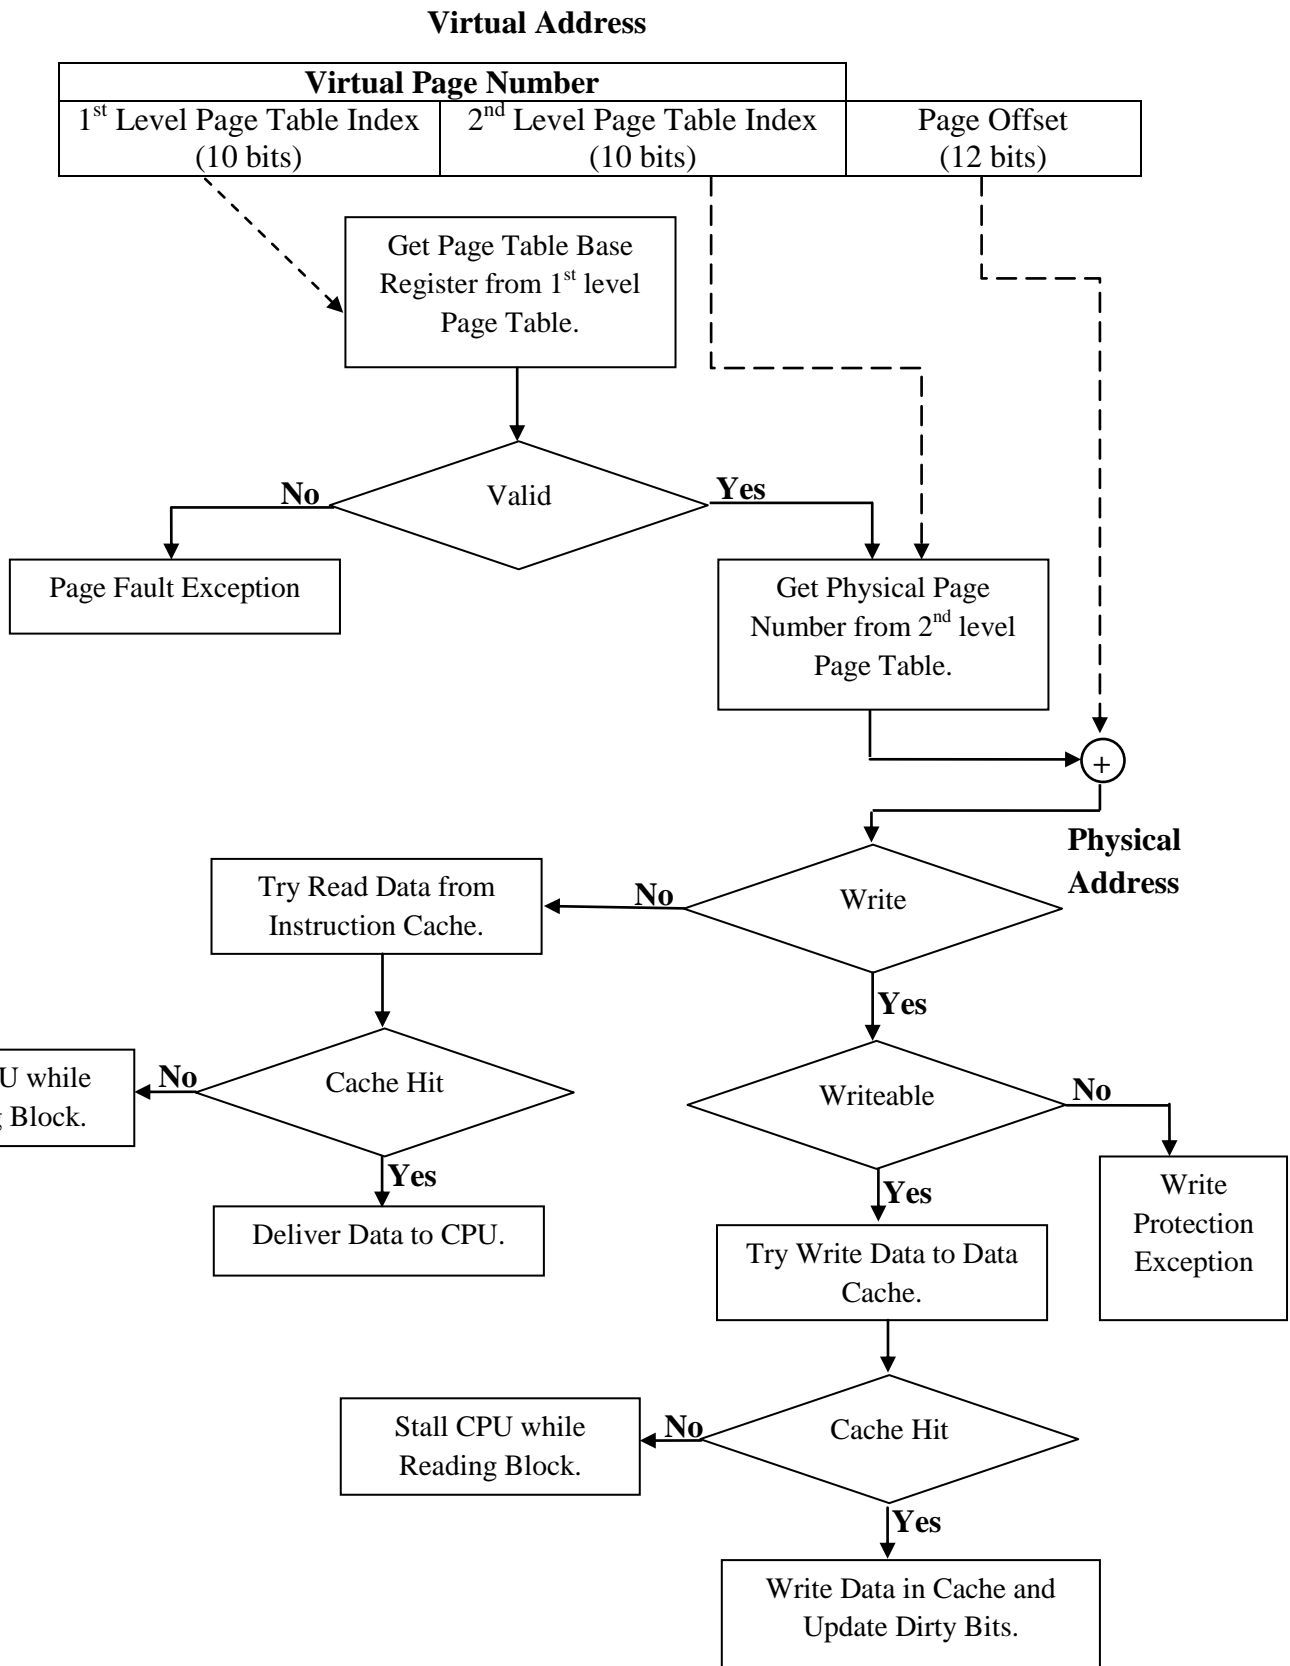 Virtual Address
Virtual Page Number
1st Level Page Table Index
(10 bits)
2nd Level Page Table Index
(10 bits)
Page Offset
(12 bits)
Get Page Table Base
Register from 1st level
Page Table.
Valid
No
Yes
Page Fault Exception
Get Physical Page
Number from 2nd level
Page Table.
+
Physical
Address
Write
No
Try Read Data from
Instruction Cache.
Yes
Cache Hit
No
U while
g Block.
Writeable
No
Yes
Deliver Data to CPU.
Yes
Write
Protection
Exception
Try Write Data to Data
Cache.
Cache Hit
No
Stall CPU while
Reading Block.
Yes
Write Data in Cache and
Update Dirty Bits.